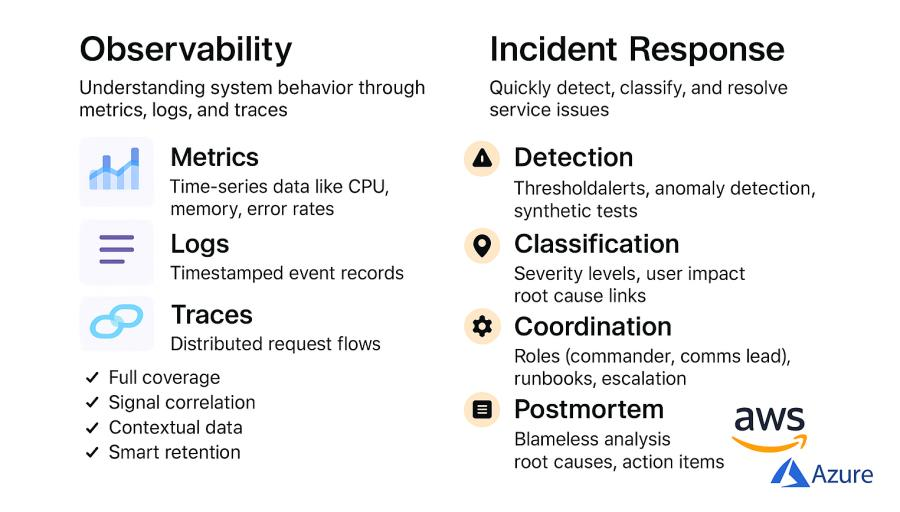 Observability
Understanding system behavior through
metrics, logs, and traces
Metrics
Time-series data like CPU,
memory, error rates
Logs
Timestamped event records
Traces
Distributed request flows
Full coverage
Signal correlation
Contextual data
Smart retention
Incident Response
Quickly detect, classify, and resolve
service issues
Detection
Thresholdalerts, anomaly detection,
synthetic tests
Classification
Severity levels, user impact
root cause links
Coordination
Roles (commander, comms lead),
runbooks, escalation
Postmortem
Blameless analysis
root causes, action items
aws
Azure